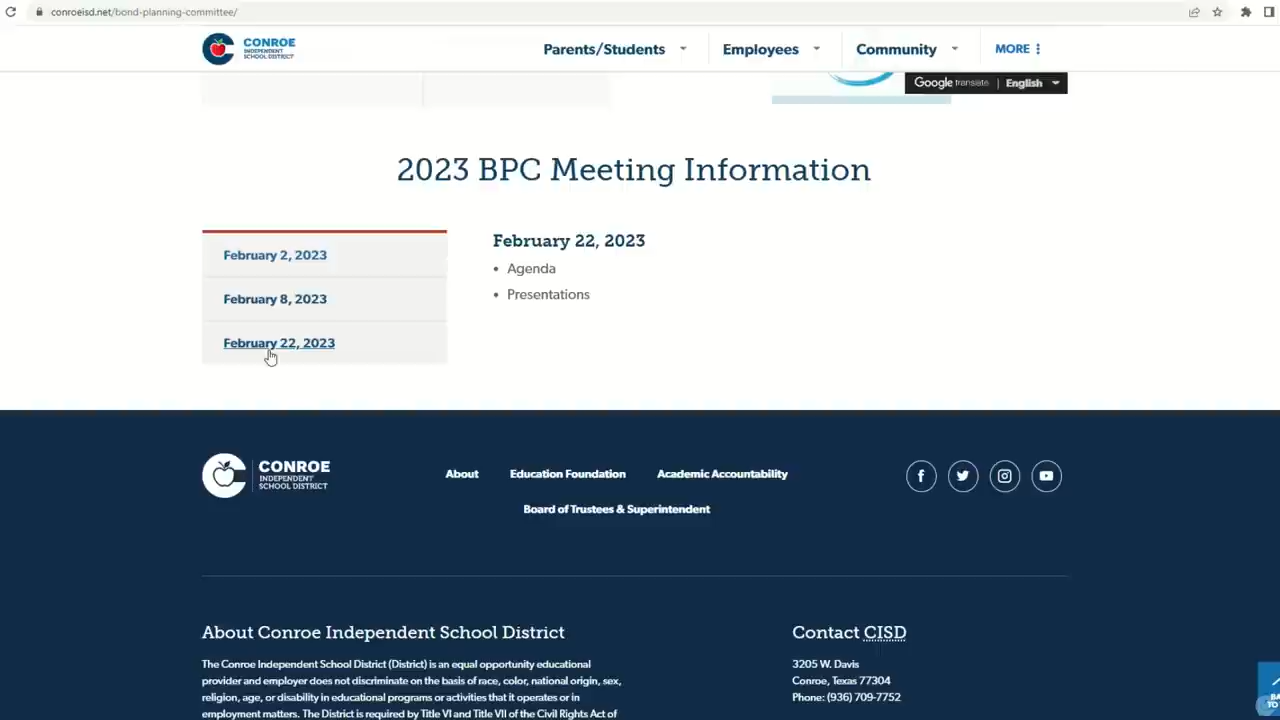 conroeisd.net/bond-planning-committee/
CONROE
INDEPENDENT
SCHOOL DISTRICT
Parents/Students
Employees
Community
MORE
Google translate | English
2023 BPC Meeting Information
February 2, 2023
February 8, 2023
February 22, 2023
February 22, 2023
• Agenda
• Presentations
CONROE
INDEPENDENT
SCHOOL DISTRICT
About
Education Foundation
Academic Accountability
Board of Trustees & Superintendent
About Conroe Independent School District
The Conroe Independent School District (District) is an equal opportunity educational
provider and employer does not discriminate on the basis of race, color, national origin, sex,
religion, age, or disability in educational programs or activities that it operates or in
employment matters. The District is required by Title VI and Title VII of the Civil Rights Act of
Contact CISD
3205 W. Davis
Conroe, Texas 77304
Phone: (936) 709-7752